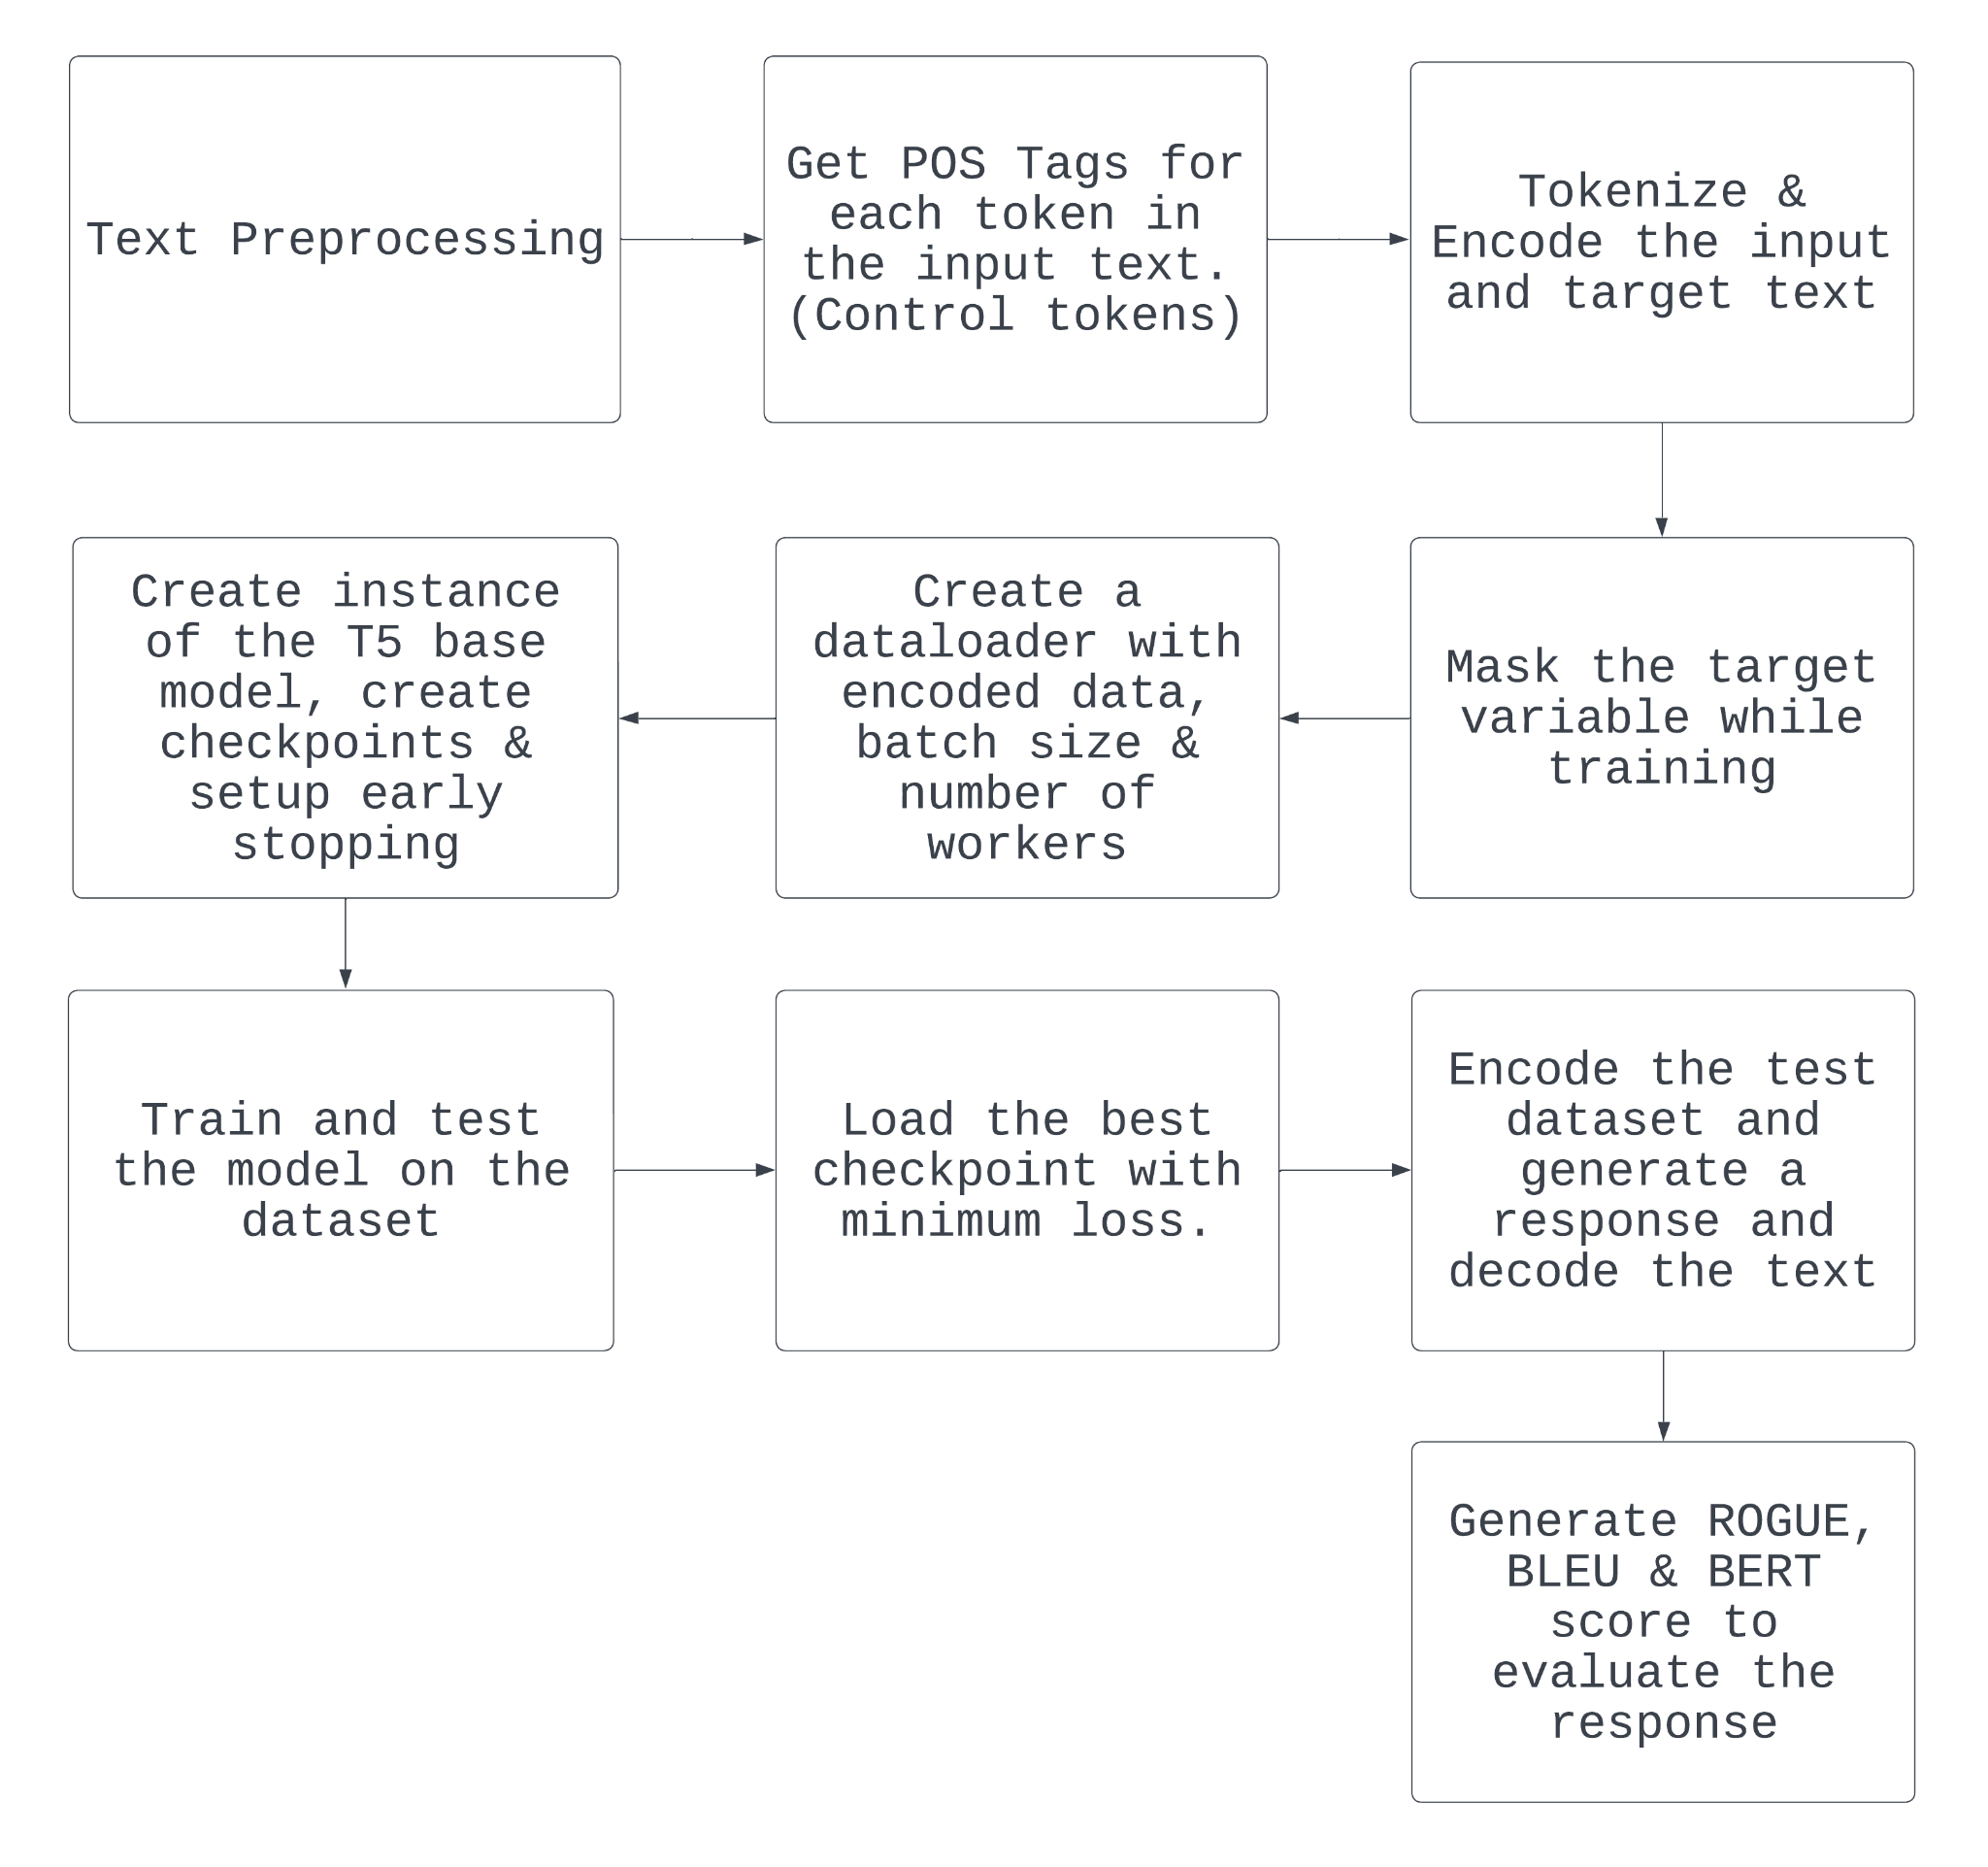 Text Preprocessing
Get POS Tags for
each token in
the input text.
(Control tokens)
Tokenize &
Encode the input
and target text
Mask the target
variable while
training
Create a
dataloader with
encoded data,
batch size &
number of
workers
Create instance
of the T5 base
model, create
checkpoints &
setup early
stopping
Train and test
the model on the
dataset
Load the best
checkpoint with
minimum loss.
Encode the test
dataset and
generate a
response and
decode the text
Generate ROGUE,
BLEU & BERT
score to
evaluate the
response